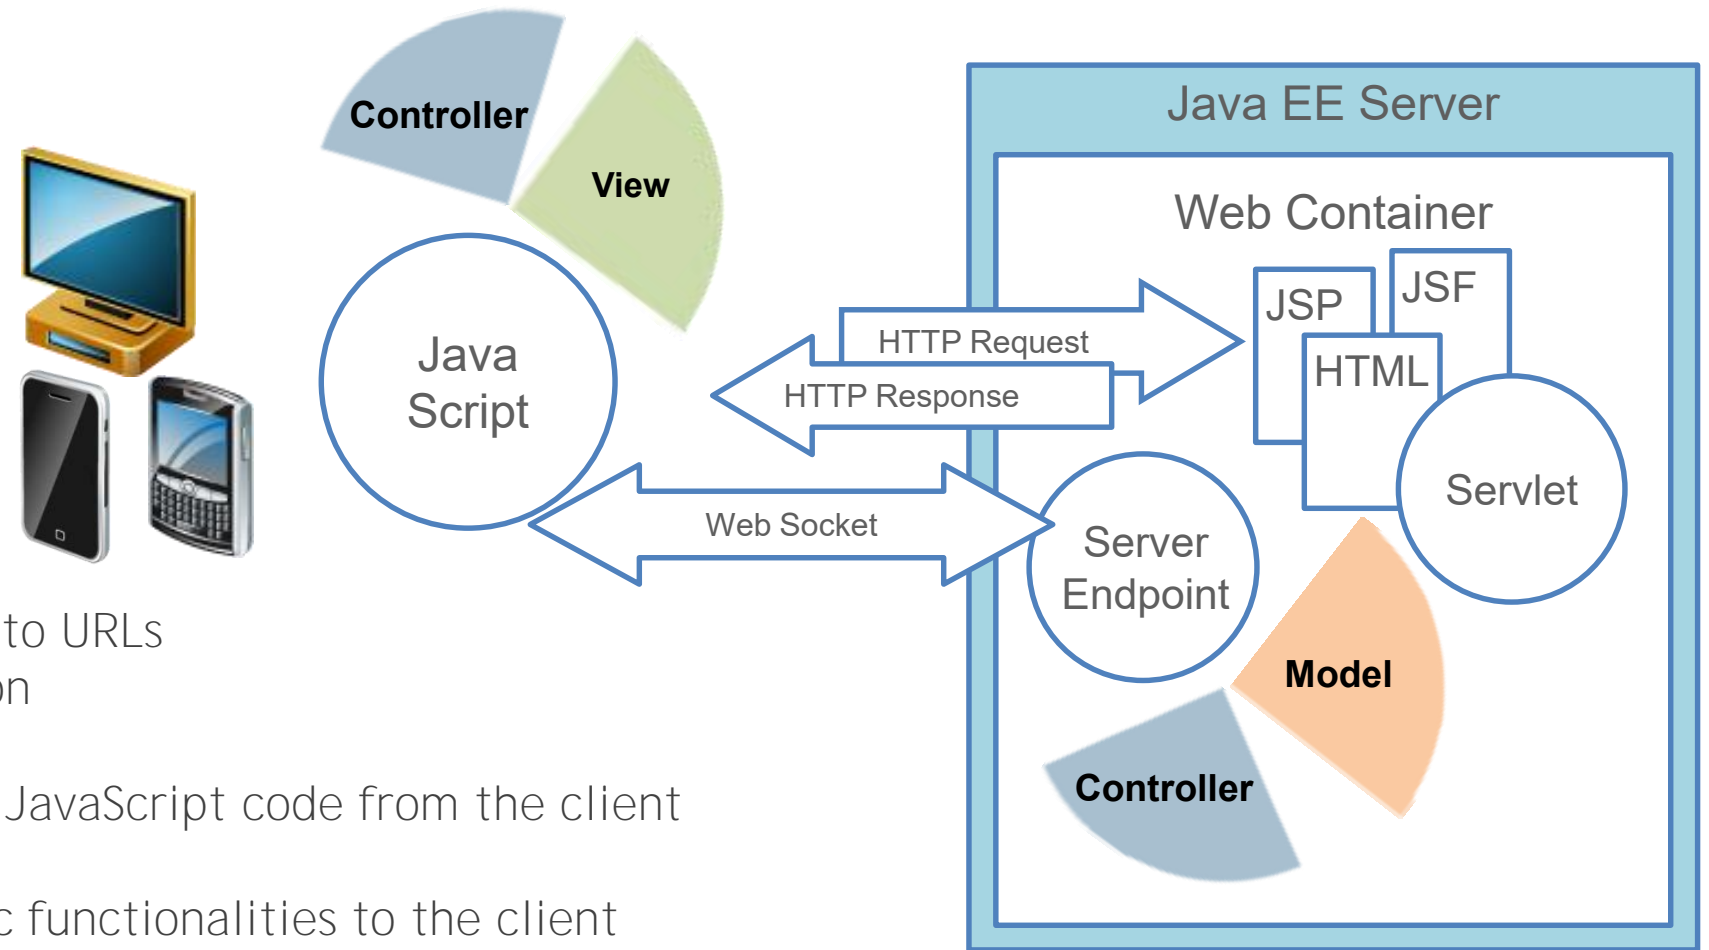 Controller
View
Java EE Server
Web Container
JSP
JSF
HTML
Servlet
Java
Script
HTTP Request
HTTP Response
Web Socket
Server
Endpoint
Model
Controller
to URLs
JavaScript code from the client
functionalities to the client